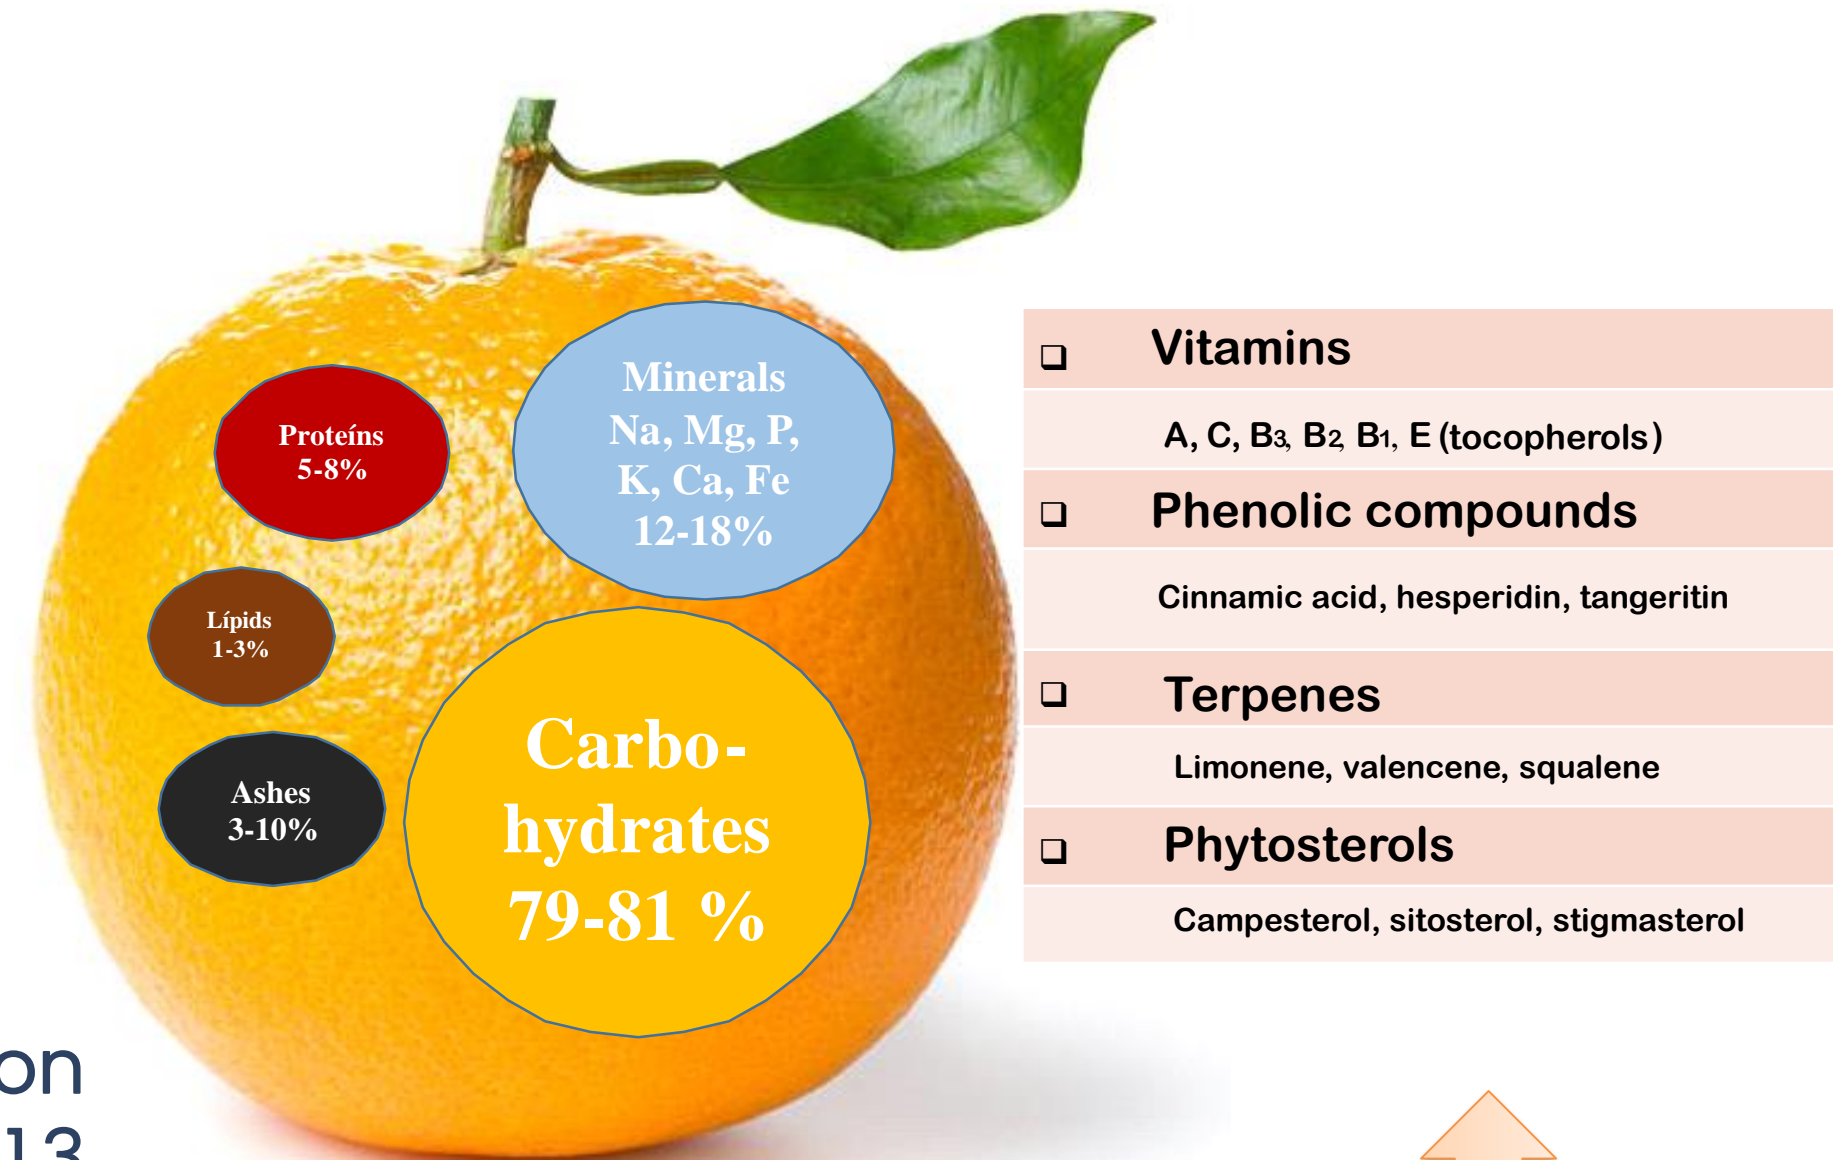 Proteíns
5-8%
Minerals
Na, Mg, P,
K, Ca, Fe
12-18%
Lípids
1-3%
Ashes
3-10%
Carbo-
hydrates
79-81 %
❑ Vitamins
A, C, B3, B2, B1, E (tocopherols)
❑ Phenolic compounds
Cinnamic acid, hesperidin, tangeritin
❑ Terpenes
Limonene, valencene, squalene
❑ Phytosterols
Campesterol, sitosterol, stigmasterol
on
13